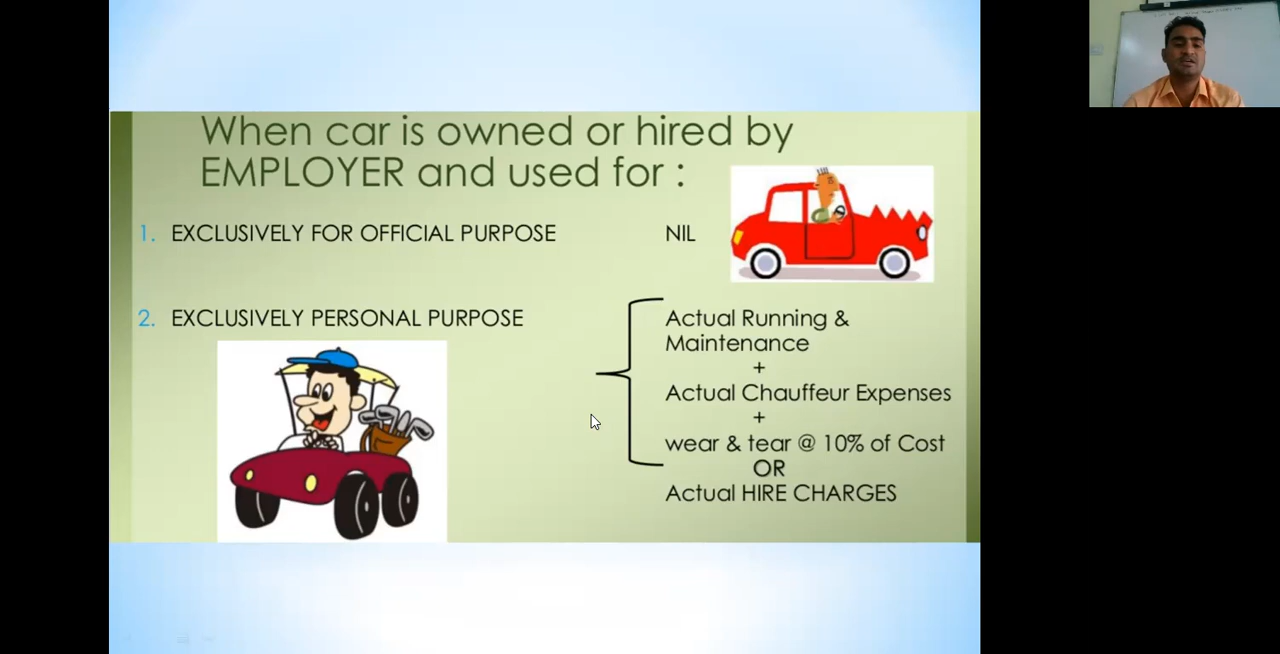 When car is owned or hired by
EMPLOYER and used for :
1. EXCLUSIVELY FOR OFFICIAL PURPOSE NIL
2. EXCLUSIVELY PERSONAL PURPOSE
Actual Running &
Maintenance
+
Actual Chauffeur Expenses
+
wear & tear @ 10% of Cost
OR
Actual HIRE CHARGES